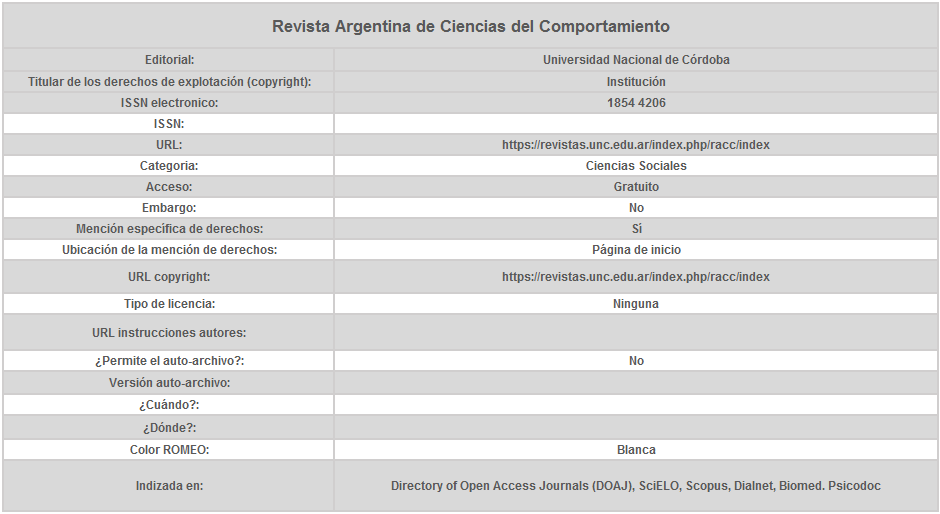 Revista Argentina de Ciencias del Comportamiento
Editorial: Universidad Nacional de Córdoba
Titular de los derechos de explotación (copyright): Institución
ISSN electronico: 1854 4206
ISSN:
URL: https://revistas.unc.edu.ar/index.php/racc/index
Categoria: Ciencias Sociales
Acceso: Gratuito
Embargo: No
Mención específica de derechos: Sí
Ubicación de la mención de derechos: Página de inicio
URL copyright: https://revistas.unc.edu.ar/index.php/racc/index
Tipo de licencia: Ninguna
URL instrucciones autores:
¿Permite el auto-archivo?: No
Versión auto-archivo:
¿Cuándo?:
¿Dónde?:
Color ROMEO: Blanca
Indizada en: Directory of Open Access Journals (DOAJ), SciELO, Scopus, Dialnet, Biomed. Psicodoc